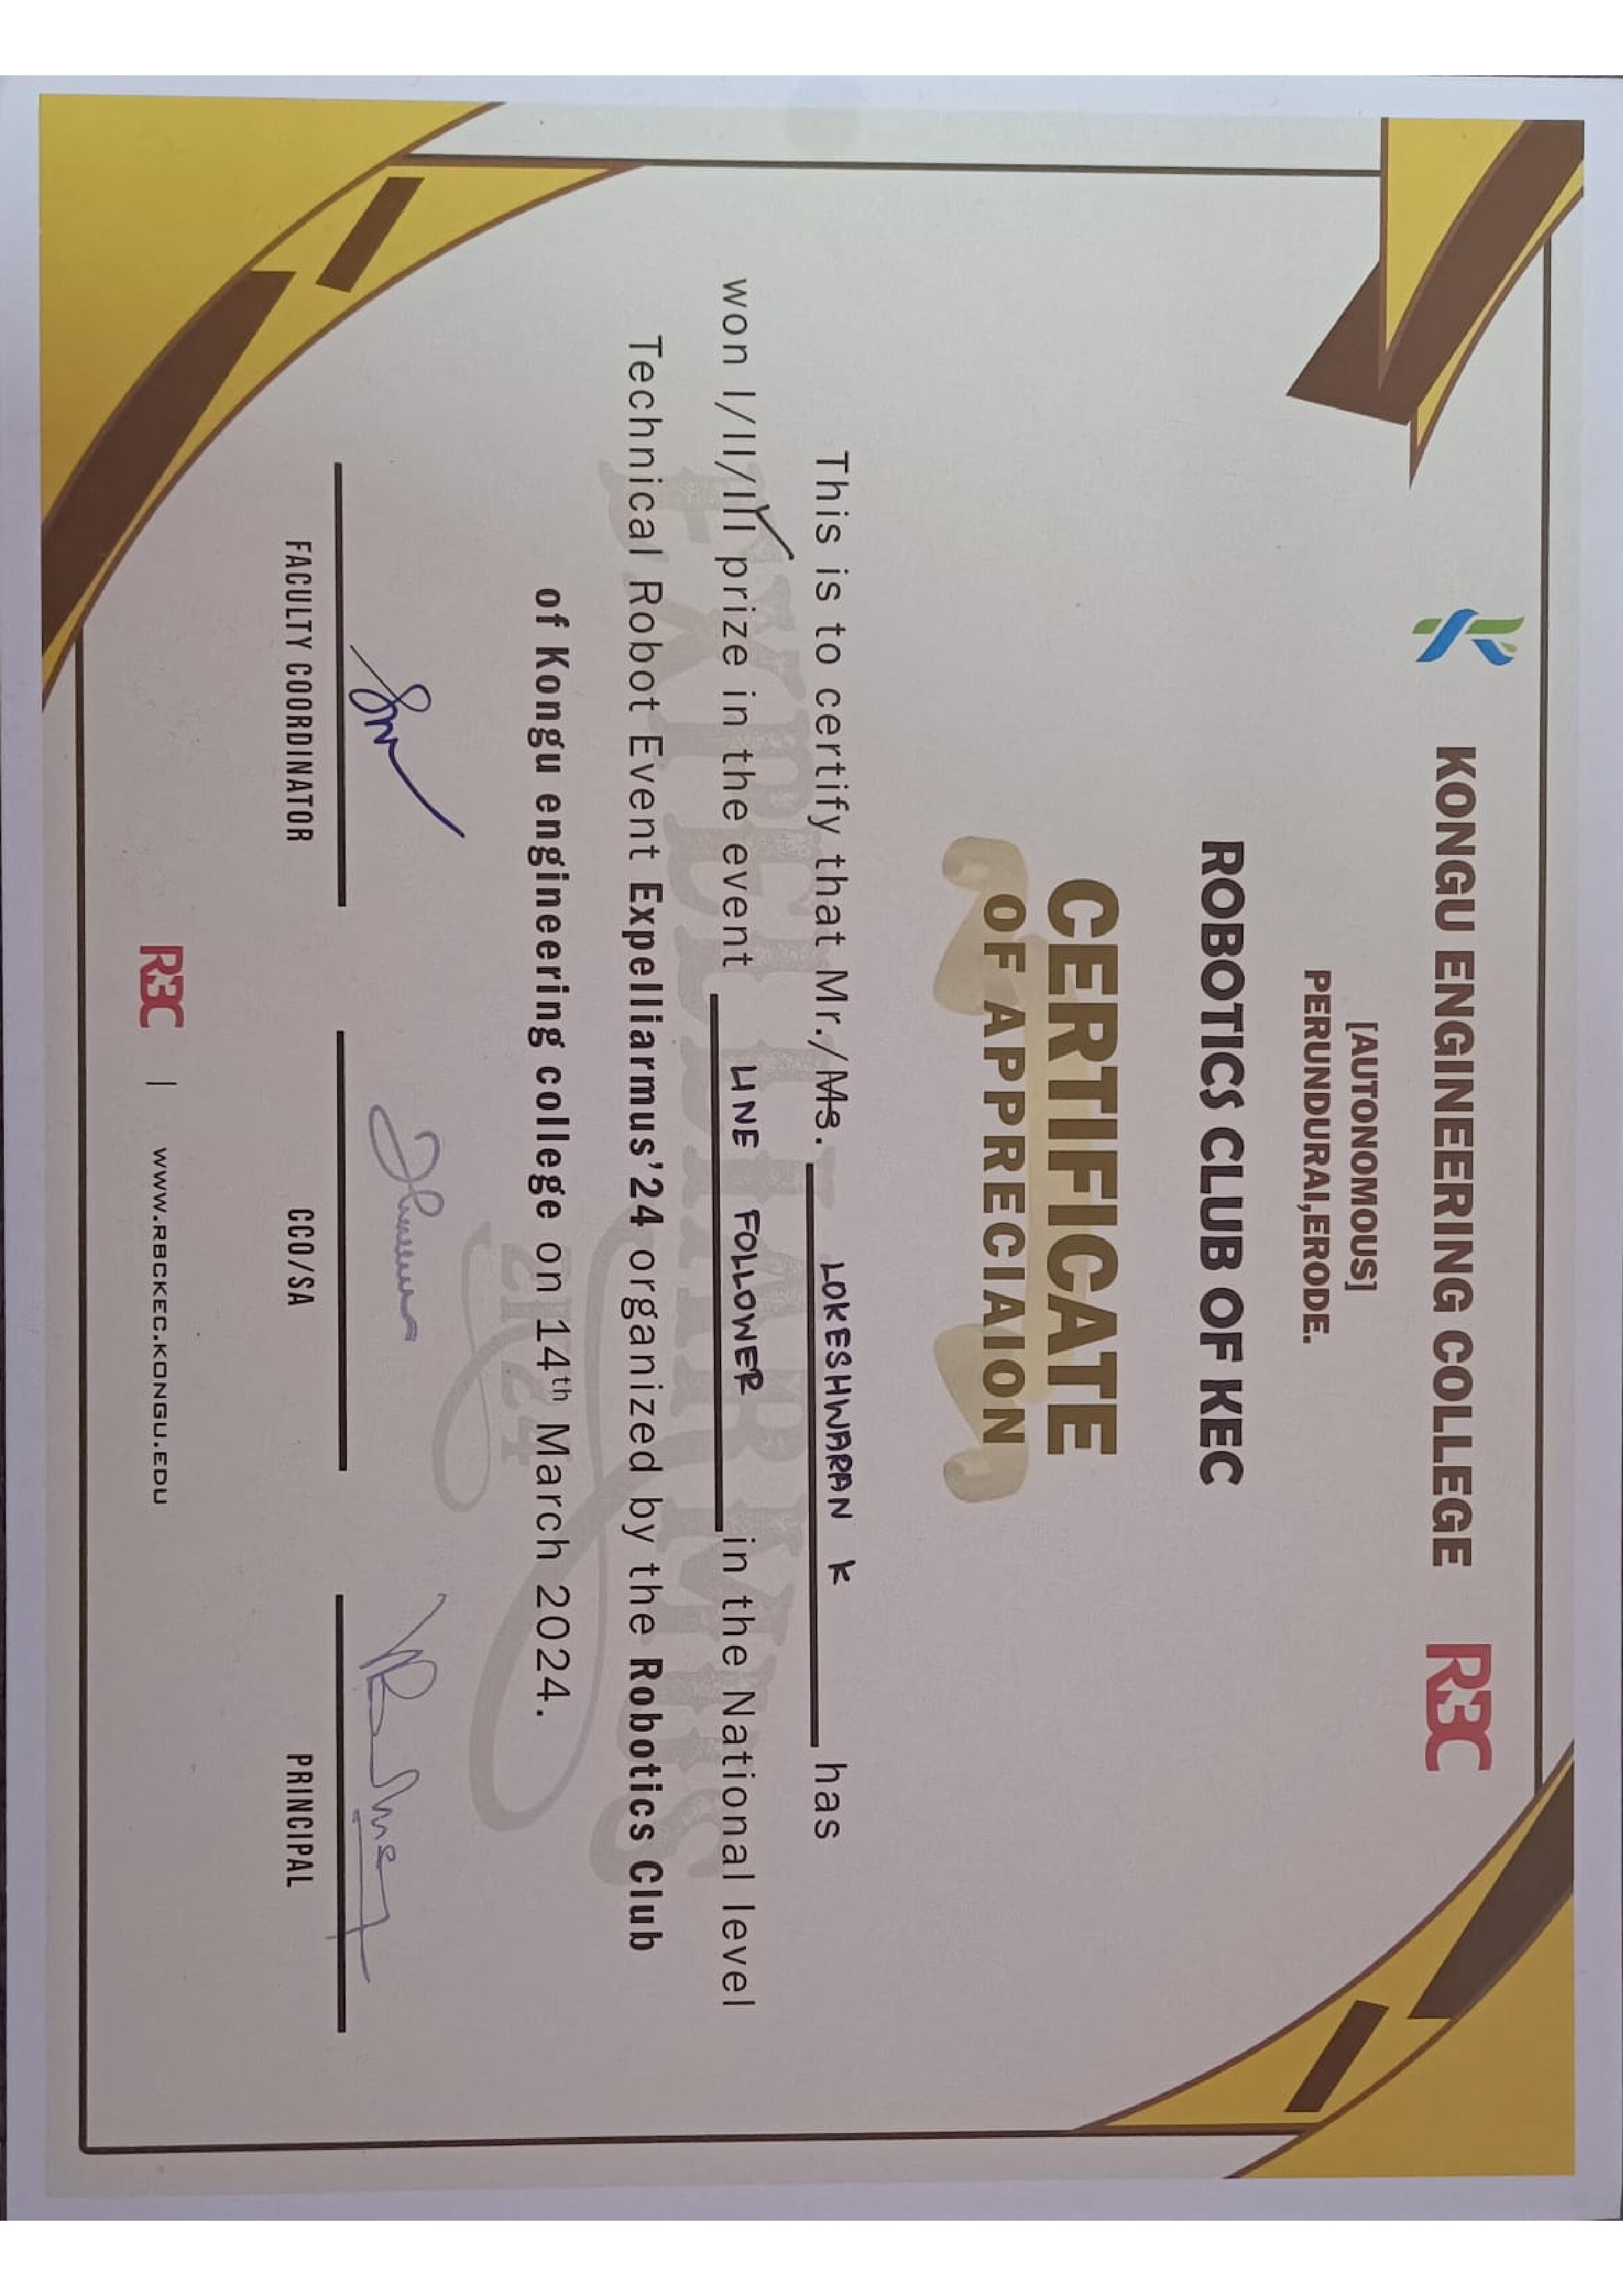 KONGU ENGINEERING COLLEGE RBC
[AUTONOMOUS]
PERUNDURAI,ERODE.
ROBOTICS CLUB OF KEC
CERTIFICATE
OF APPRECIAION
This is to certify that Mr./Ms. LOKESHWARAN K has
won I/II/III prize in the event LINE FOLLOWER in the National level
Technical Robot Event Expelliarmus'24 organized by the Robotics Club
of Kongu engineering college on 14th March 2024.
EXPELLIARMUS
2K24
FACULTY COORDINATOR CCO/SA PRINCIPAL
RBC | WWW.RBCKEC.KONGU.EDU